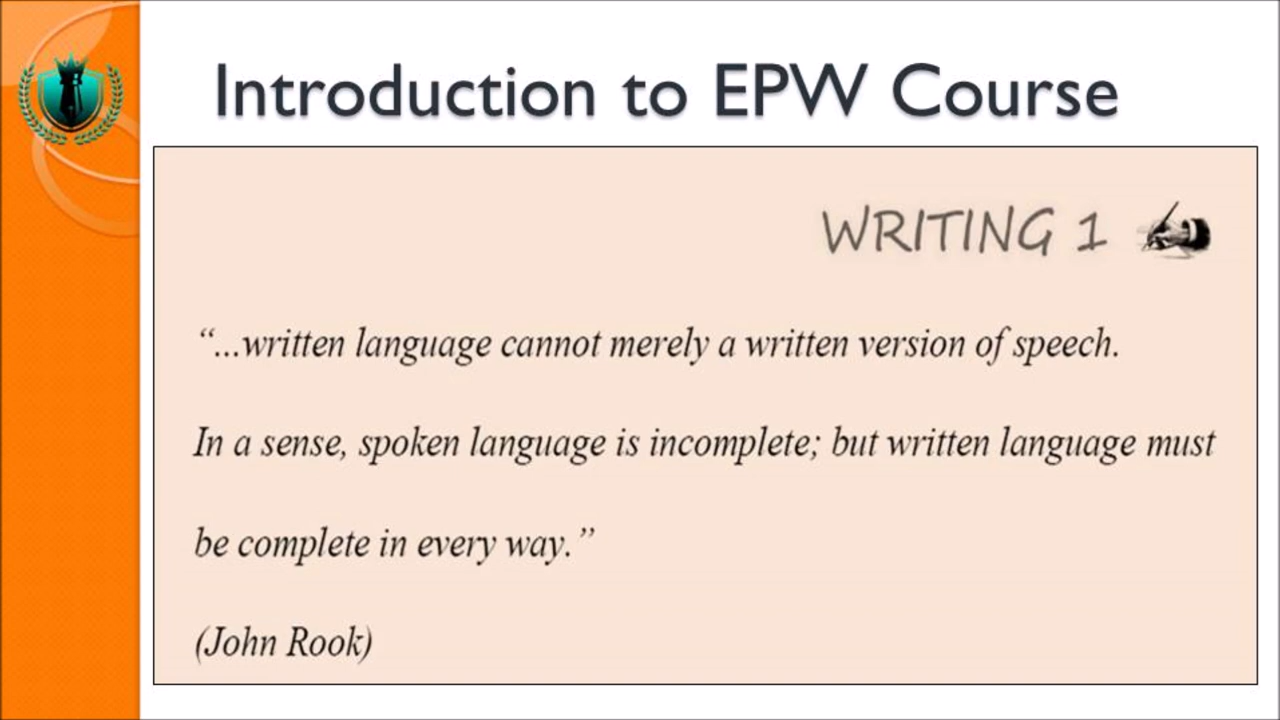 Introduction to EPW Course
WRITING 1
“...written language cannot merely a written version of speech.
In a sense, spoken language is incomplete; but written language must
be complete in every way.”
(John Rook)